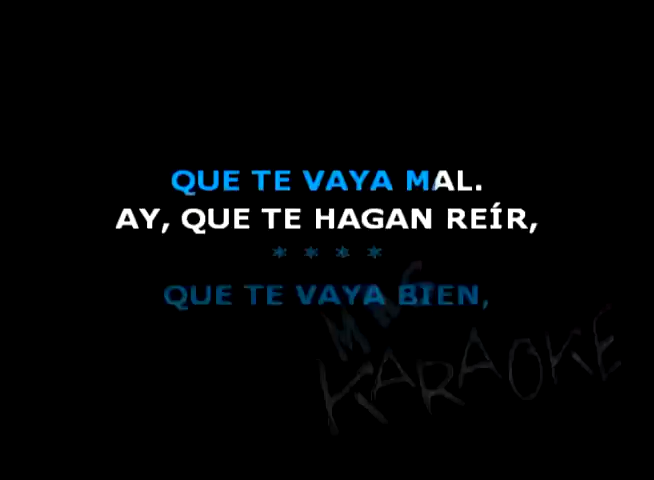 QUE TE VAYA MAL.
AY, QUE TE HAGAN REÍR,
* * * *
QUE TE VAYA BIEN,
KARAOKE